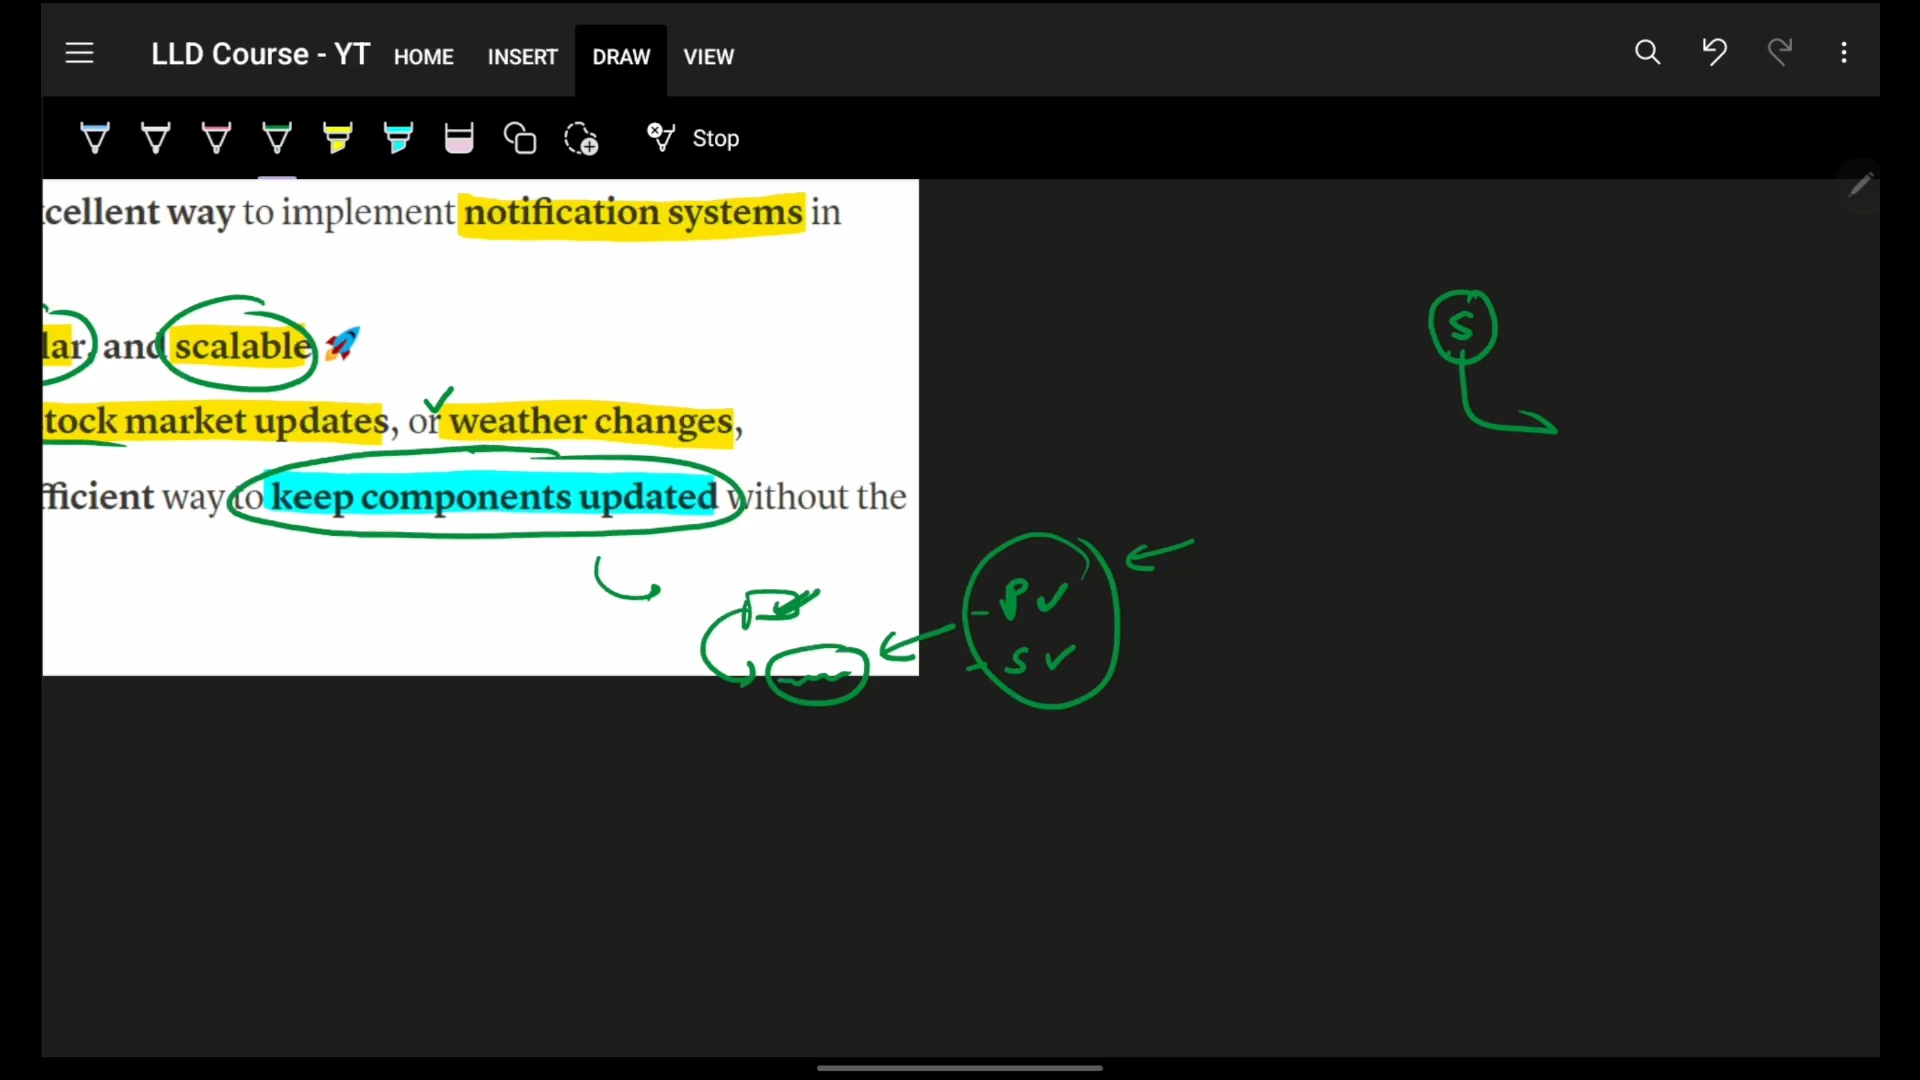 LLD Course - YT HOME INSERT DRAW VIEW
Stop
cellent way to implement notification systems in
lar, and scalable 🚀
tock market updates, or weather changes,
fficient way to keep components updated without the
S
- P ✓
- S ✓